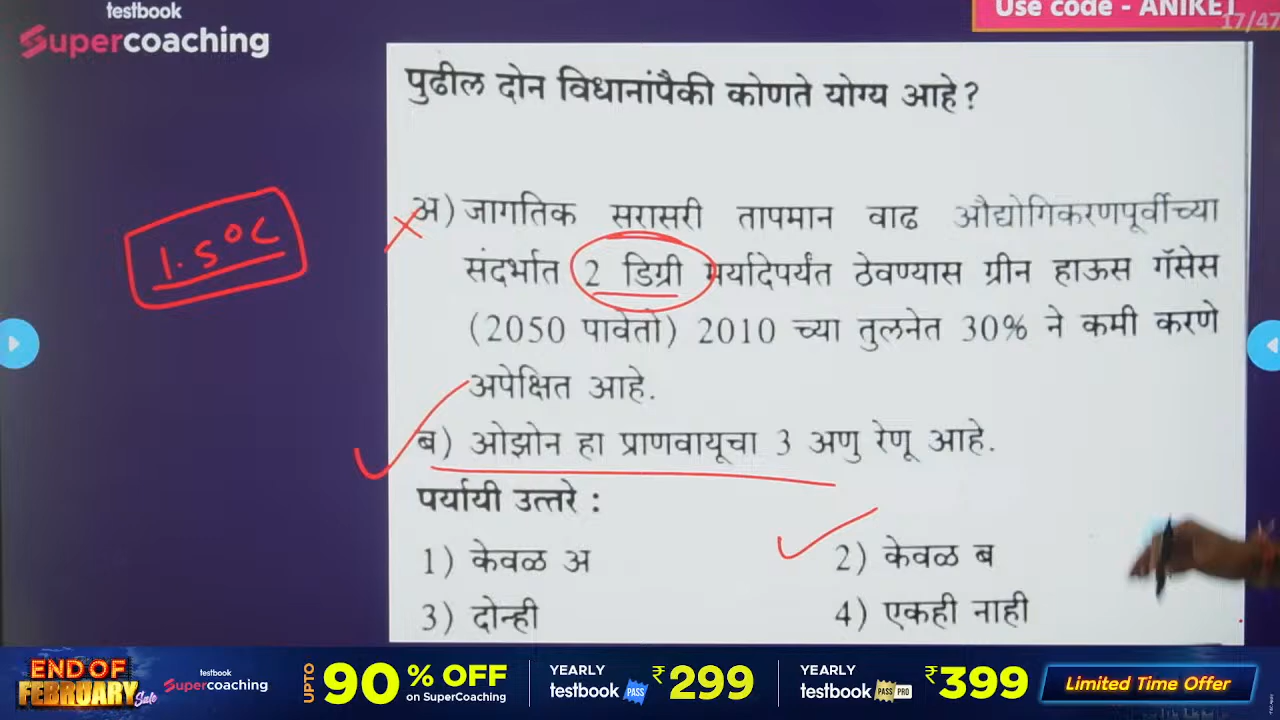 testbook
Supercoaching
Use code - ANIKET
17/47
पुढील दोन विधानांपैकी कोणते योग्य आहे?
1.5°C
अ) जागतिक सरासरी तापमान वाढ औद्योगिकरणपूर्वीच्या
संदर्भात 2 डिग्री मर्यादेपर्यंत ठेवण्यास ग्रीन हाऊस गॅसेस
(2050 पावेतो) 2010 च्या तुलनेत 30% ने कमी करणे
अपेक्षित आहे.
ब) ओझोन हा प्राणवायूचा 3 अणु रेणू आहे.
पर्यायी उत्तरे :
1) केवळ अ
2) केवळ ब
3) दोन्ही
4) एकही नाही
END OF
FEBRUARY
Sale
testbook
Supercoaching
UPTO 90% OFF
on SuperCoaching
YEARLY
testbook PASS
₹299
YEARLY
testbook PASS PRO
₹399
Limited Time Offer